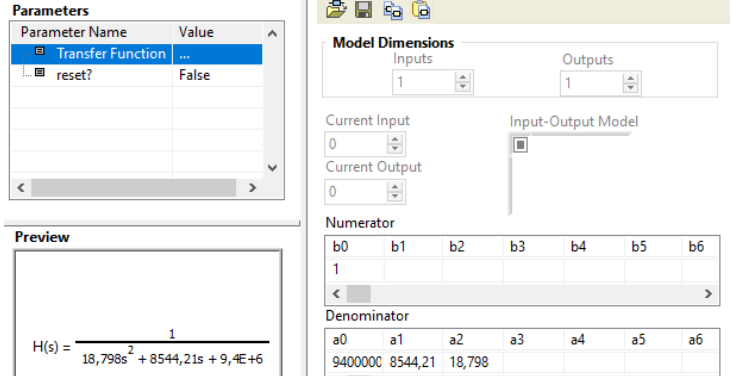 Parameters
Parameter Name Value
Transfer Function ...
reset? False
Preview
H(s) = 1 / 18,798s² + 8544,21s + 9,4E+6
Model Dimensions
Inputs Outputs
1 1
Current Input Input-Output Model
0
Current Output
0
Numerator
b0 b1 b2 b3 b4 b5 b6
1
Denominator
a0 a1 a2 a3 a4 a5 a6
9400000 8544,21 18,798